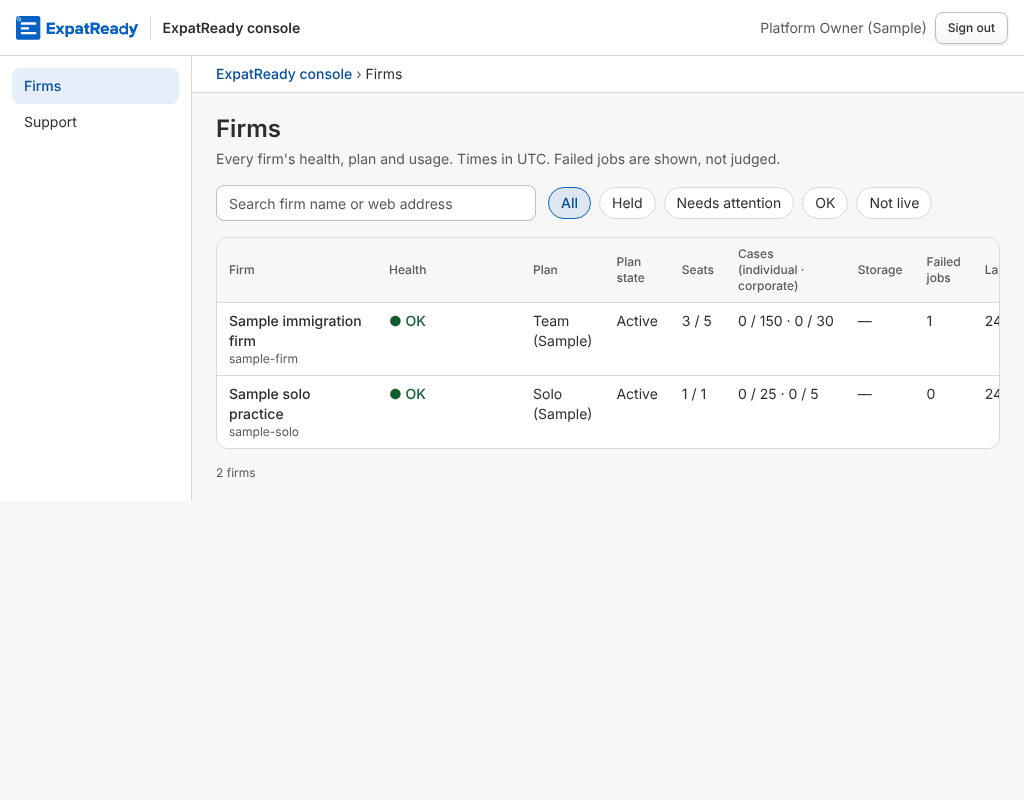 ExpatReady
ExpatReady console
Platform Owner (Sample)
Sign out
Firms
Support
ExpatReady console › Firms
Firms
Every firm's health, plan and usage. Times in UTC. Failed jobs are shown, not judged.
Search firm name or web address
All
Held
Needs attention
OK
Not live
Firm
Health
Plan
Plan
state
Seats
Cases
(individual ·
corporate)
Storage
Failed
jobs
La
Sample immigration
firm
sample-firm
OK
Team
(Sample)
Active
3 / 5
0 / 150 · 0 / 30
—
1
24
Sample solo
practice
sample-solo
OK
Solo
(Sample)
Active
1 / 1
0 / 25 · 0 / 5
—
0
24
2 firms